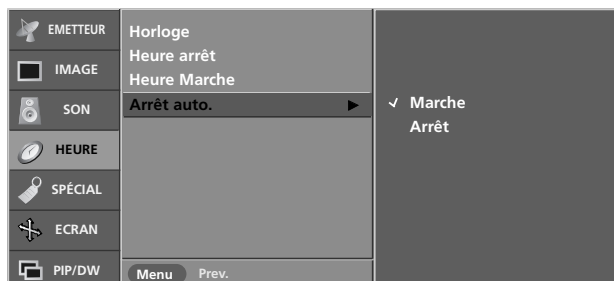 EMETTEUR
IMAGE
SON
HEURE
SPÉCIAL
ECRAN
PIP/DW
Horloge
Heure arrêt
Heure Marche
Arrêt auto. ►
Menu Prev.
✓ Marche
Arrêt